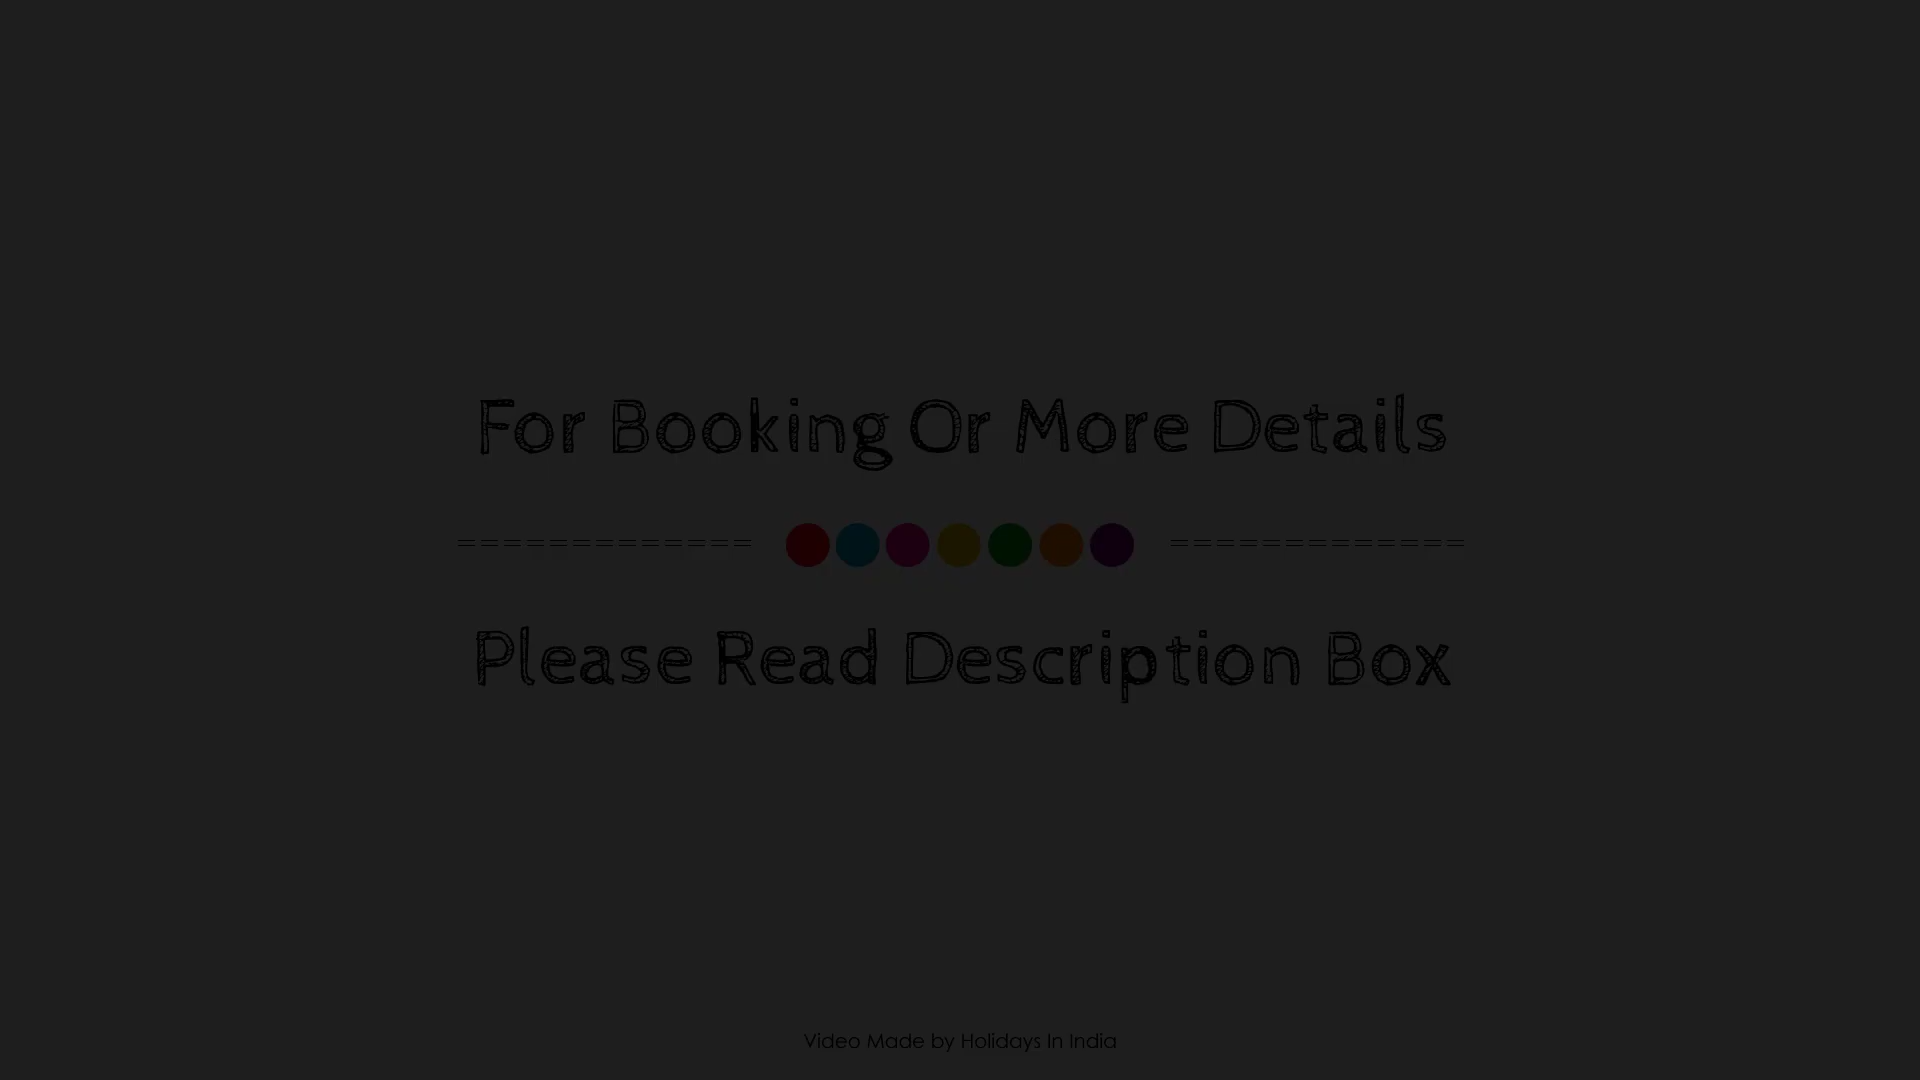 For Booking Or More Details
============= =============
Please Read Description Box
Video Made by Holidays In India